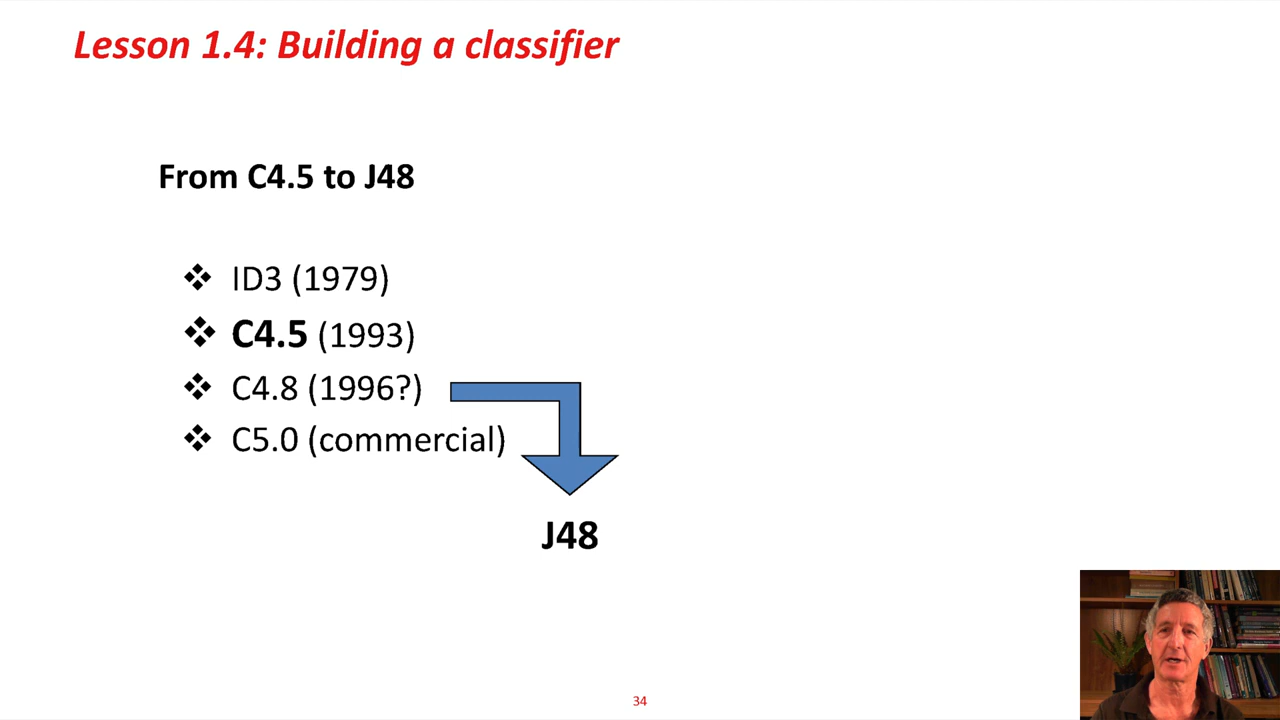 Lesson 1.4: Building a classifier
From C4.5 to J48
ID3 (1979)
C4.5 (1993)
C4.8 (1996?)
C5.0 (commercial)
J48
34